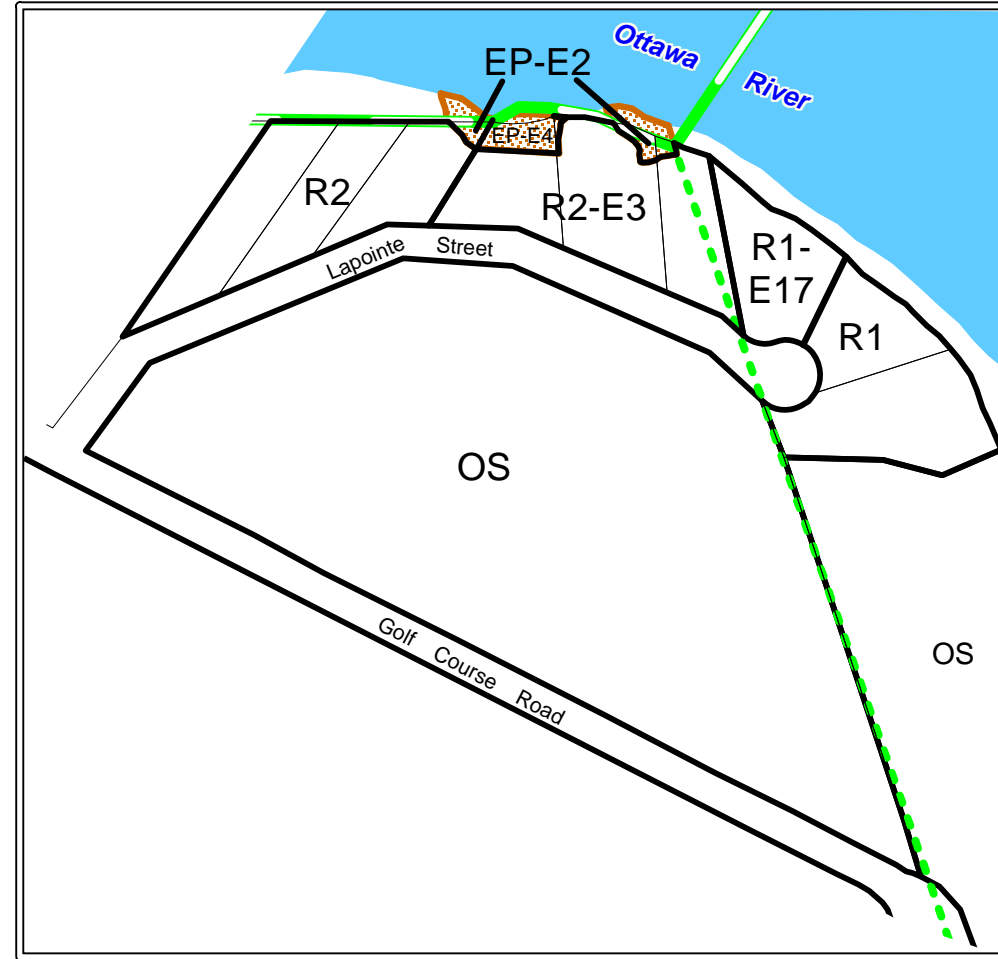 Ottawa
River
EP-E2
EP-E4
R2
R2-E3
R1-
E17
R1
Lapointe Street
OS
Golf Course Road
OS